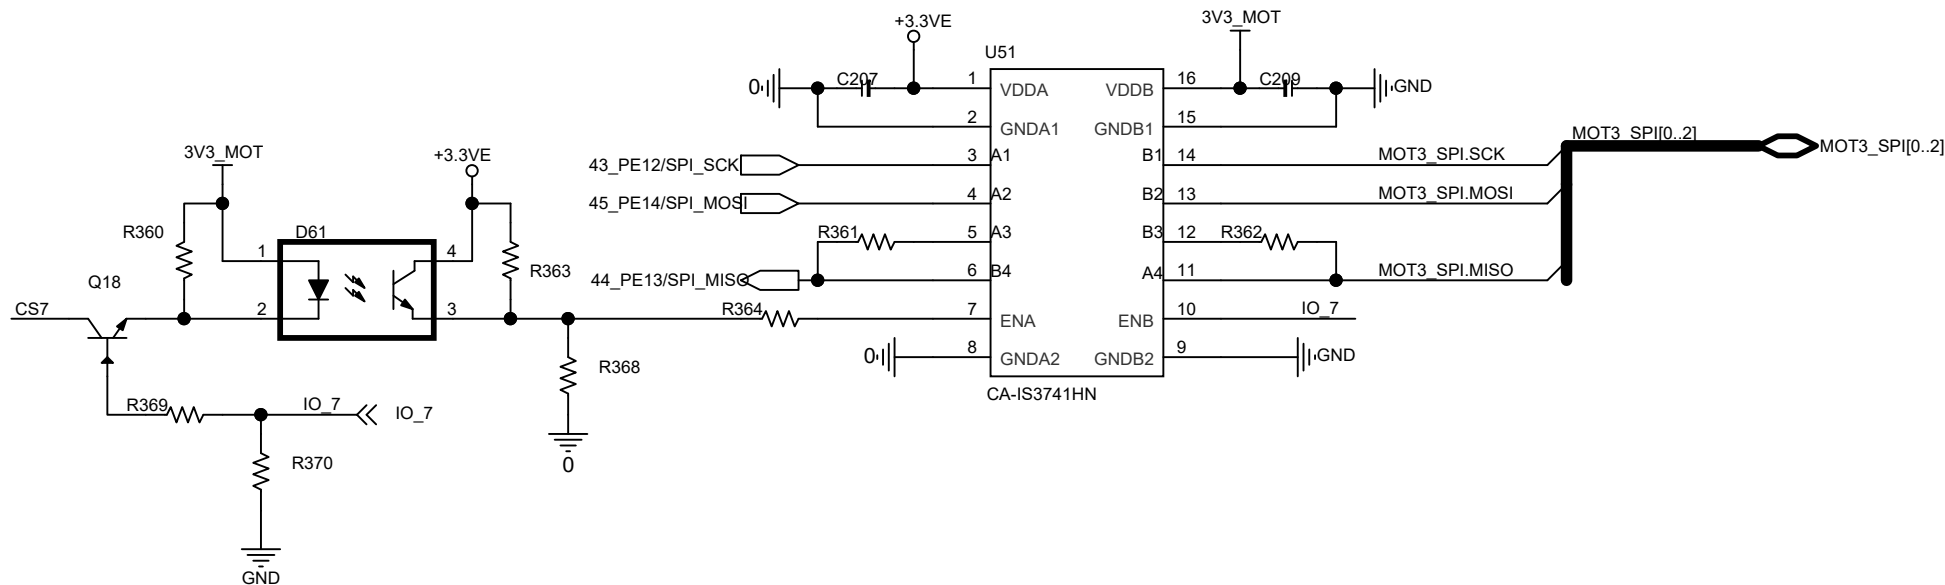 +3.3VE
3V3_MOT
U51
0
C207
1
VDDA
VDDB
16
C209
GND
2
GNDA1
GNDB1
15
MOT3_SPI[0..2]
MOT3_SPI[0..2]
3V3_MOT
+3.3VE
43_PE12/SPI_SCK
3
A1
B1
14
MOT3_SPI.SCK
45_PE14/SPI_MOSI
4
A2
B2
13
MOT3_SPI.MOSI
R360
D61
R361
5
A3
B3
12
R362
1
4
R363
44_PE13/SPI_MISO
6
B4
A4
11
MOT3_SPI.MISO
Q18
CS7
2
3
R364
7
ENA
ENB
10
IO_7
0
8
GNDA2
GNDB2
9
GND
R368
CA-IS3741HN
R369
IO_7
IO_7
0
R370
GND